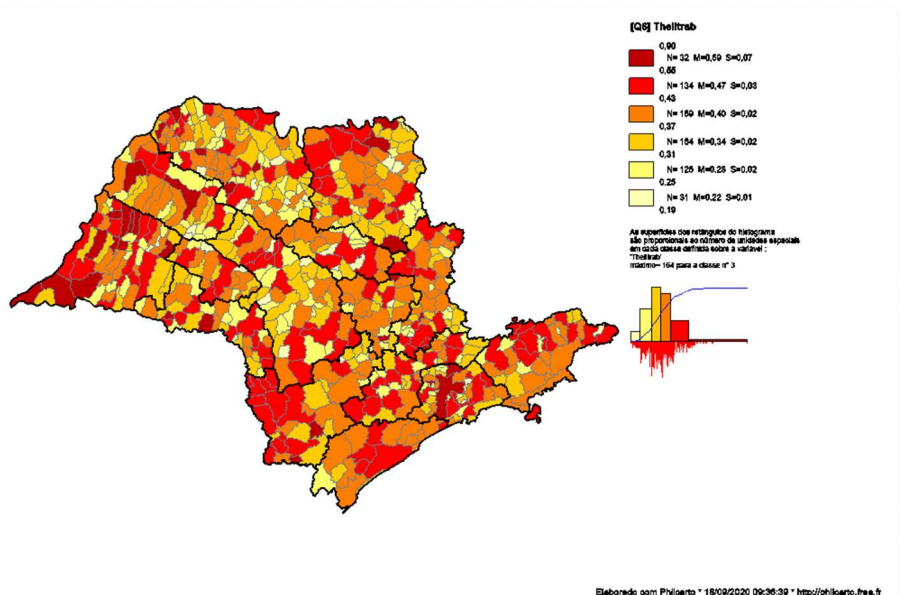 [Q6] Theiltrab
0,90
N= 32 M=0,59 S=0,07
0,55
N= 134 M=0,47 S=0,03
0,43
N= 169 M=0,40 S=0,02
0,37
N= 164 M=0,34 S=0,02
0,31
N= 125 M=0,28 S=0,02
0,25
N= 31 M=0,22 S=0,01
0,19
As superfícies dos retângulos do histograma
são proporcionais ao número de unidades espaciais
em cada classe definida sobre a variável :
'Theiltrab'
máximo= 164 para a classe n° 3
Elaborado com Philcarto * 18/09/2020 09:36:39 * http://philcarto.free.fr